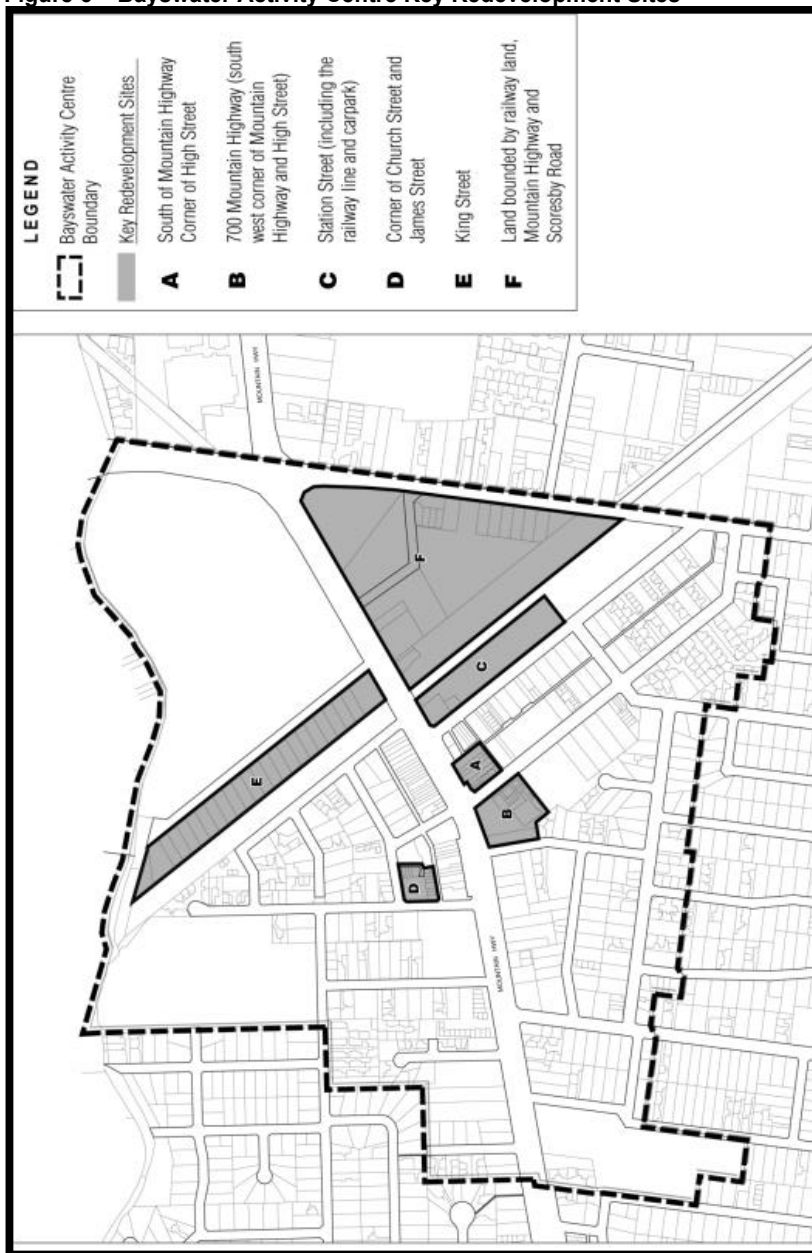 Figure – Bayswater Activity Centre Key Redevelopment Sites
LEGEND
Bayswater Activity Centre
Boundary
Key Redevelopment Sites
A South of Mountain Highway
Corner of High Street
B 700 Mountain Highway (south
west corner of Mountain
Highway and High Street)
C Station Street (including the
railway line and carpark)
D Corner of Church Street and
James Street
E King Street
F Land bounded by railway land,
Mountain Highway and
Scoresby Road
MOUNTAIN HWY
F
E
C
A
B
D
MOUNTAIN HWY